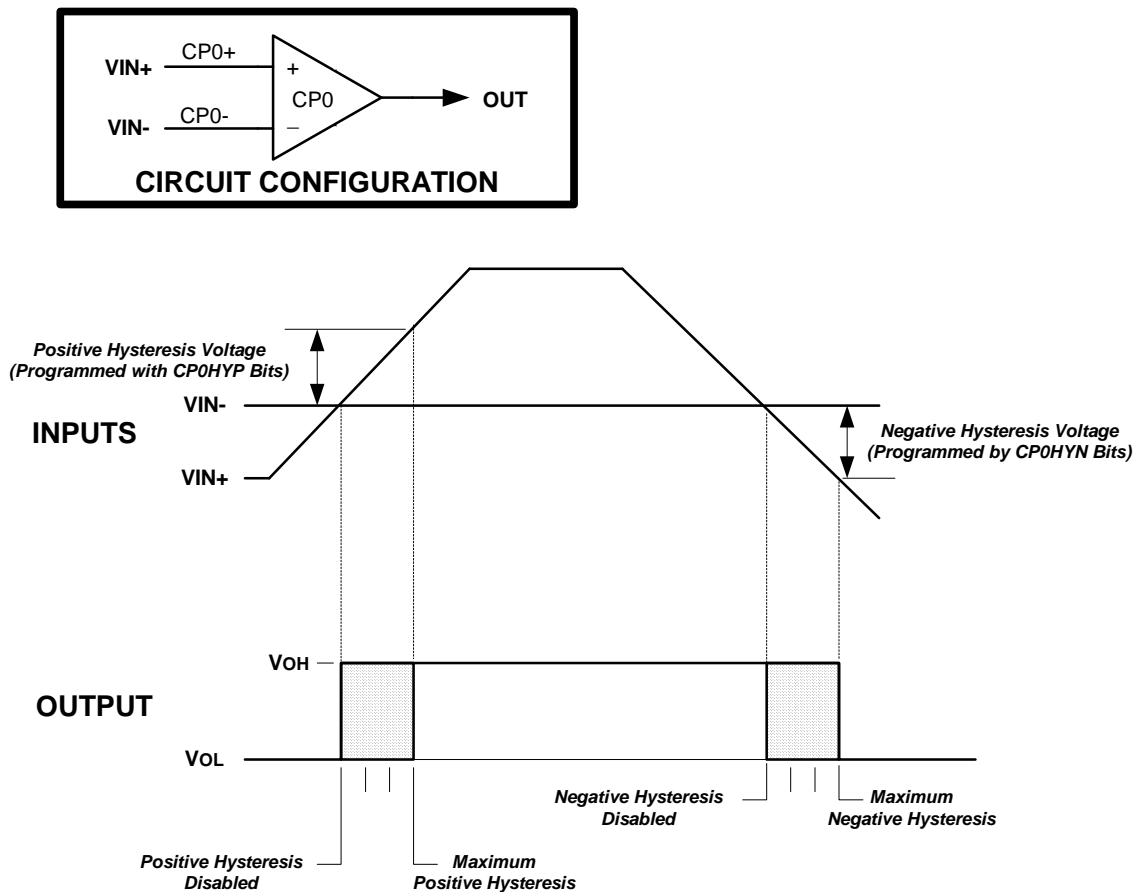 VIN+
CP0+
+
CP0
OUT
VIN-
CP0-
–
CIRCUIT CONFIGURATION
Positive Hysteresis Voltage
(Programmed with CP0HYP Bits)
VIN-
INPUTS
Negative Hysteresis Voltage
(Programmed by CP0HYN Bits)
VIN+
VOH
OUTPUT
VOL
Negative Hysteresis
Disabled
Maximum
Negative Hysteresis
Positive Hysteresis
Disabled
Maximum
Positive Hysteresis